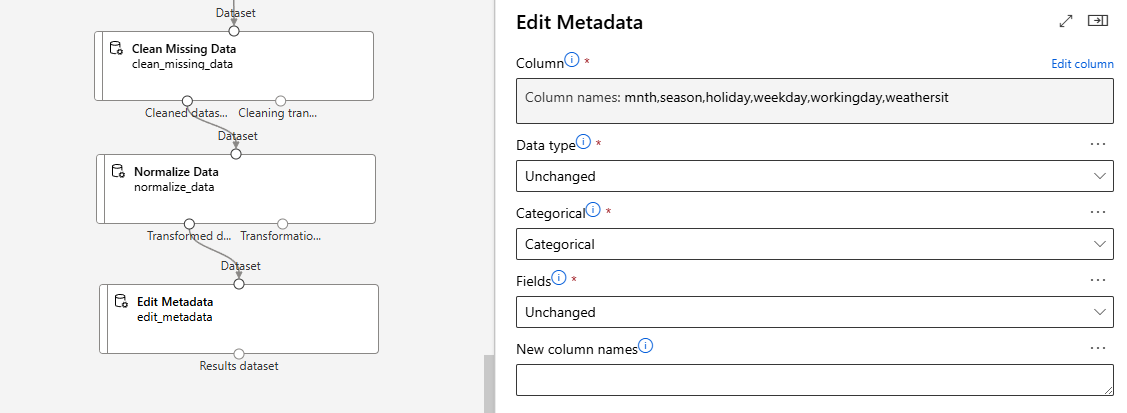 Dataset
Clean Missing Data
clean_missing_data
Cleaned datas... Cleaning tran...
Dataset
Normalize Data
normalize_data
Transformed d... Transformatio...
Dataset
Edit Metadata
edit_metadata
Results dataset
Edit Metadata
Column * Edit column
Column names: mnth,season,holiday,weekday,workingday,weathersit
Data type * ...
Unchanged
Categorical * ...
Categorical
Fields * ...
Unchanged
New column names ...